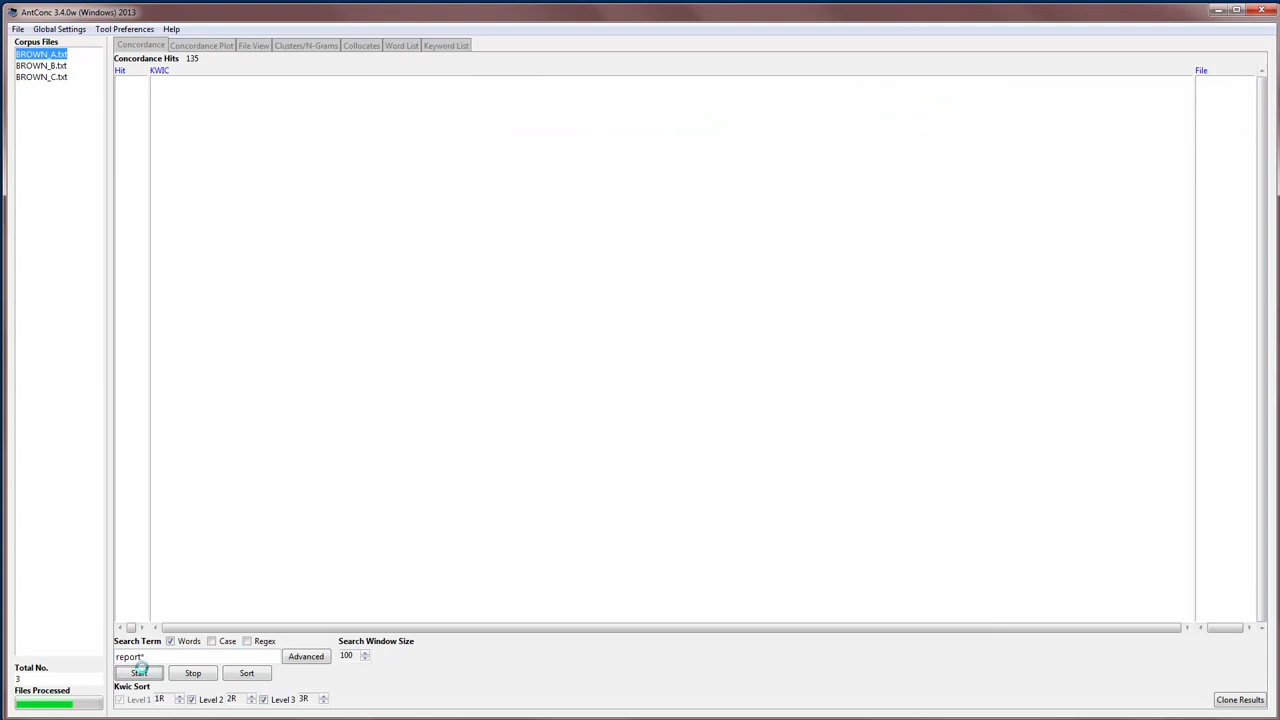 AntConc 3.4.0w (Windows) 2013
File Global Settings Tool Preferences Help
Corpus Files
BROWN_A.txt
BROWN_B.txt
BROWN_C.txt
Concordance Concordance Plot File View Clusters/N-Grams Collocates Word List Keyword List
Concordance Hits 135
Hit KWIC File
Search Term Words Case Regex Search Window Size
report* Advanced 100
Total No.
3
Start Stop Sort
Files Processed
Kwic Sort
Level 1 1R Level 2 2R Level 3 3R Clone Results